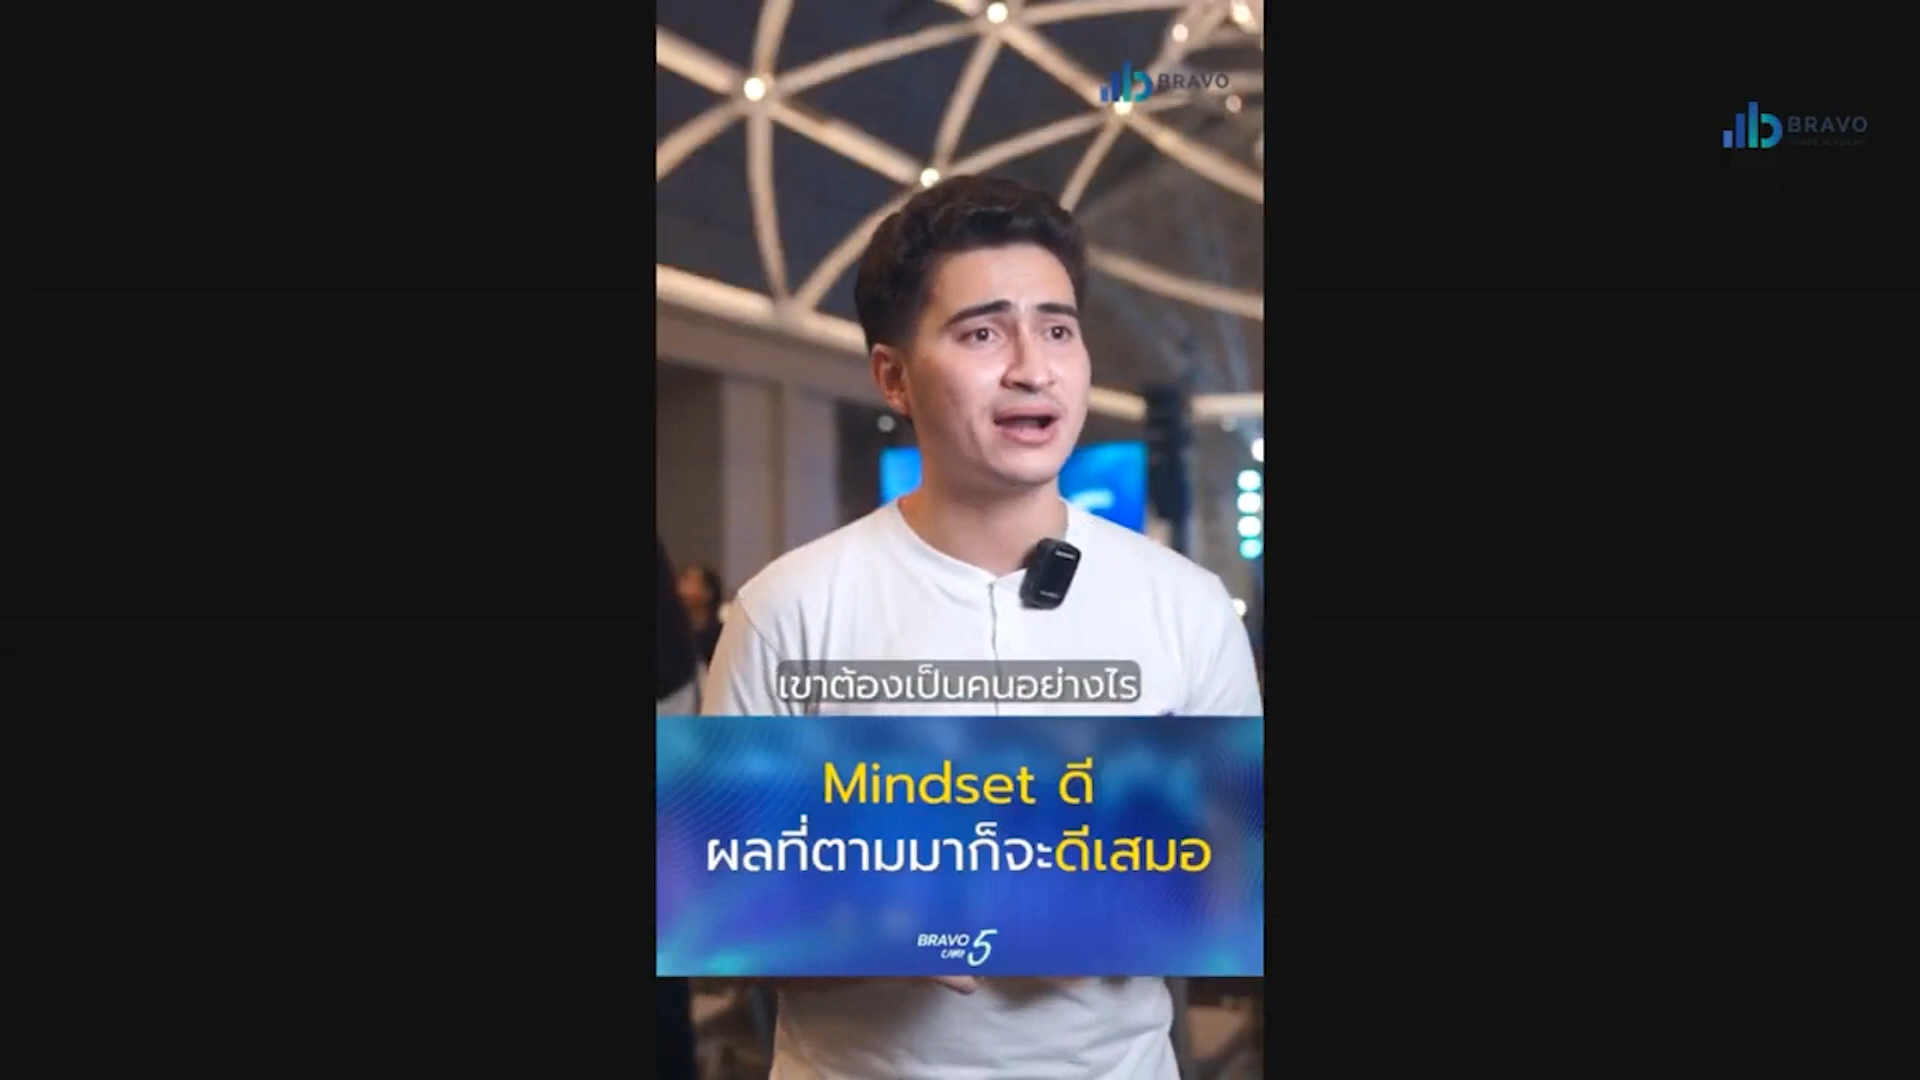 BRAVO
BRAVO
เขาต้องเป็นคนอย่างไร
Mindset ดี
ผลที่ตามมาก็จะดีเสมอ
BRAVO
5